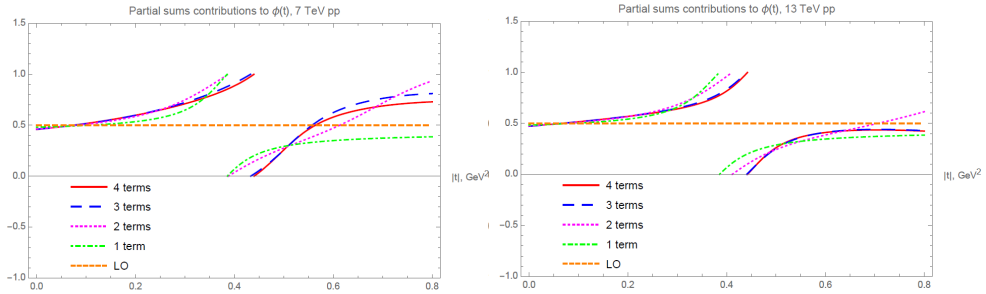 Partial sums contributions to ϕ(t), 7 TeV pp
1.5
1.0
0.5
0.0
−0.5
−1.0
0.0 0.2 0.4 0.6 0.8
|t|, GeV²
4 terms
3 terms
2 terms
1 term
LO
Partial sums contributions to ϕ(t), 13 TeV pp
1.5
1.0
0.5
0.0
−0.5
−1.0
0.0 0.2 0.4 0.6 0.8
|t|, GeV²
4 terms
3 terms
2 terms
1 term
LO